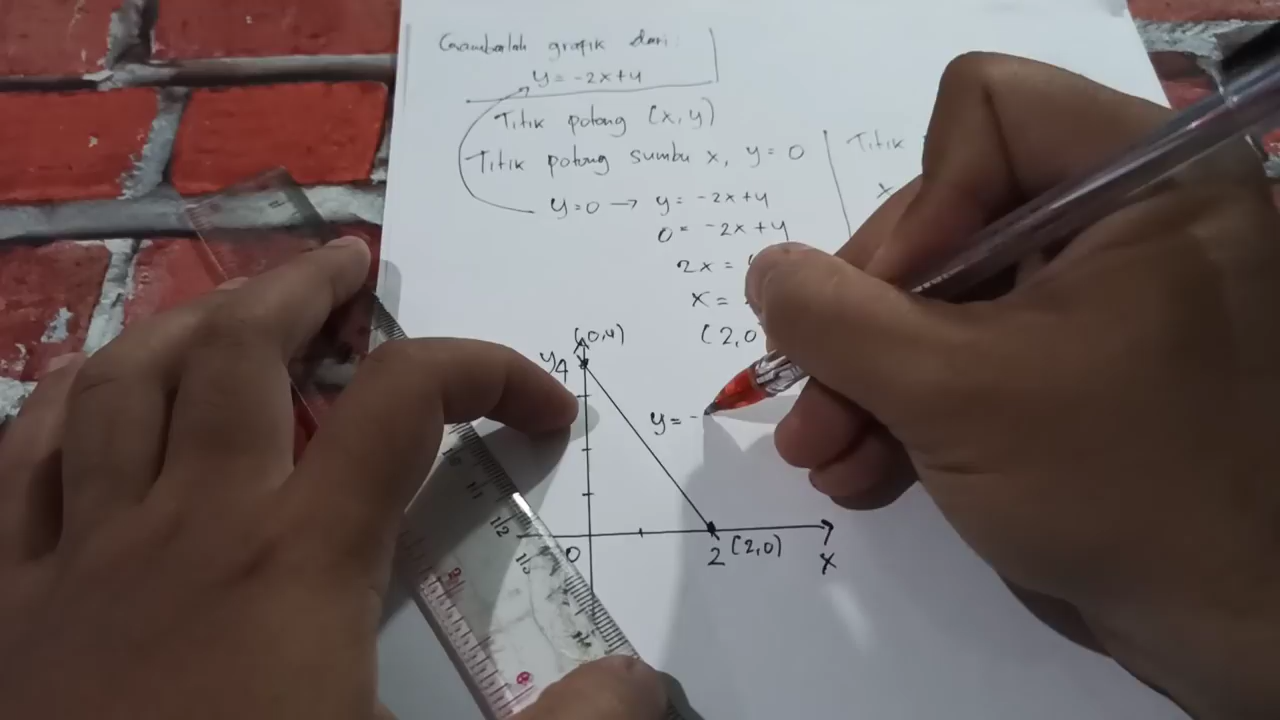 Gambarlah grafik dari:
y = -2x+4
Titik potong (x,y)
Titik potong sumbu x, y = 0
y=0 → y = -2x+4
0 = -2x+4
2x =
x =
(2,0
Titik
x
(0,4)
y
4
y = -
0
2 (2,0)
x